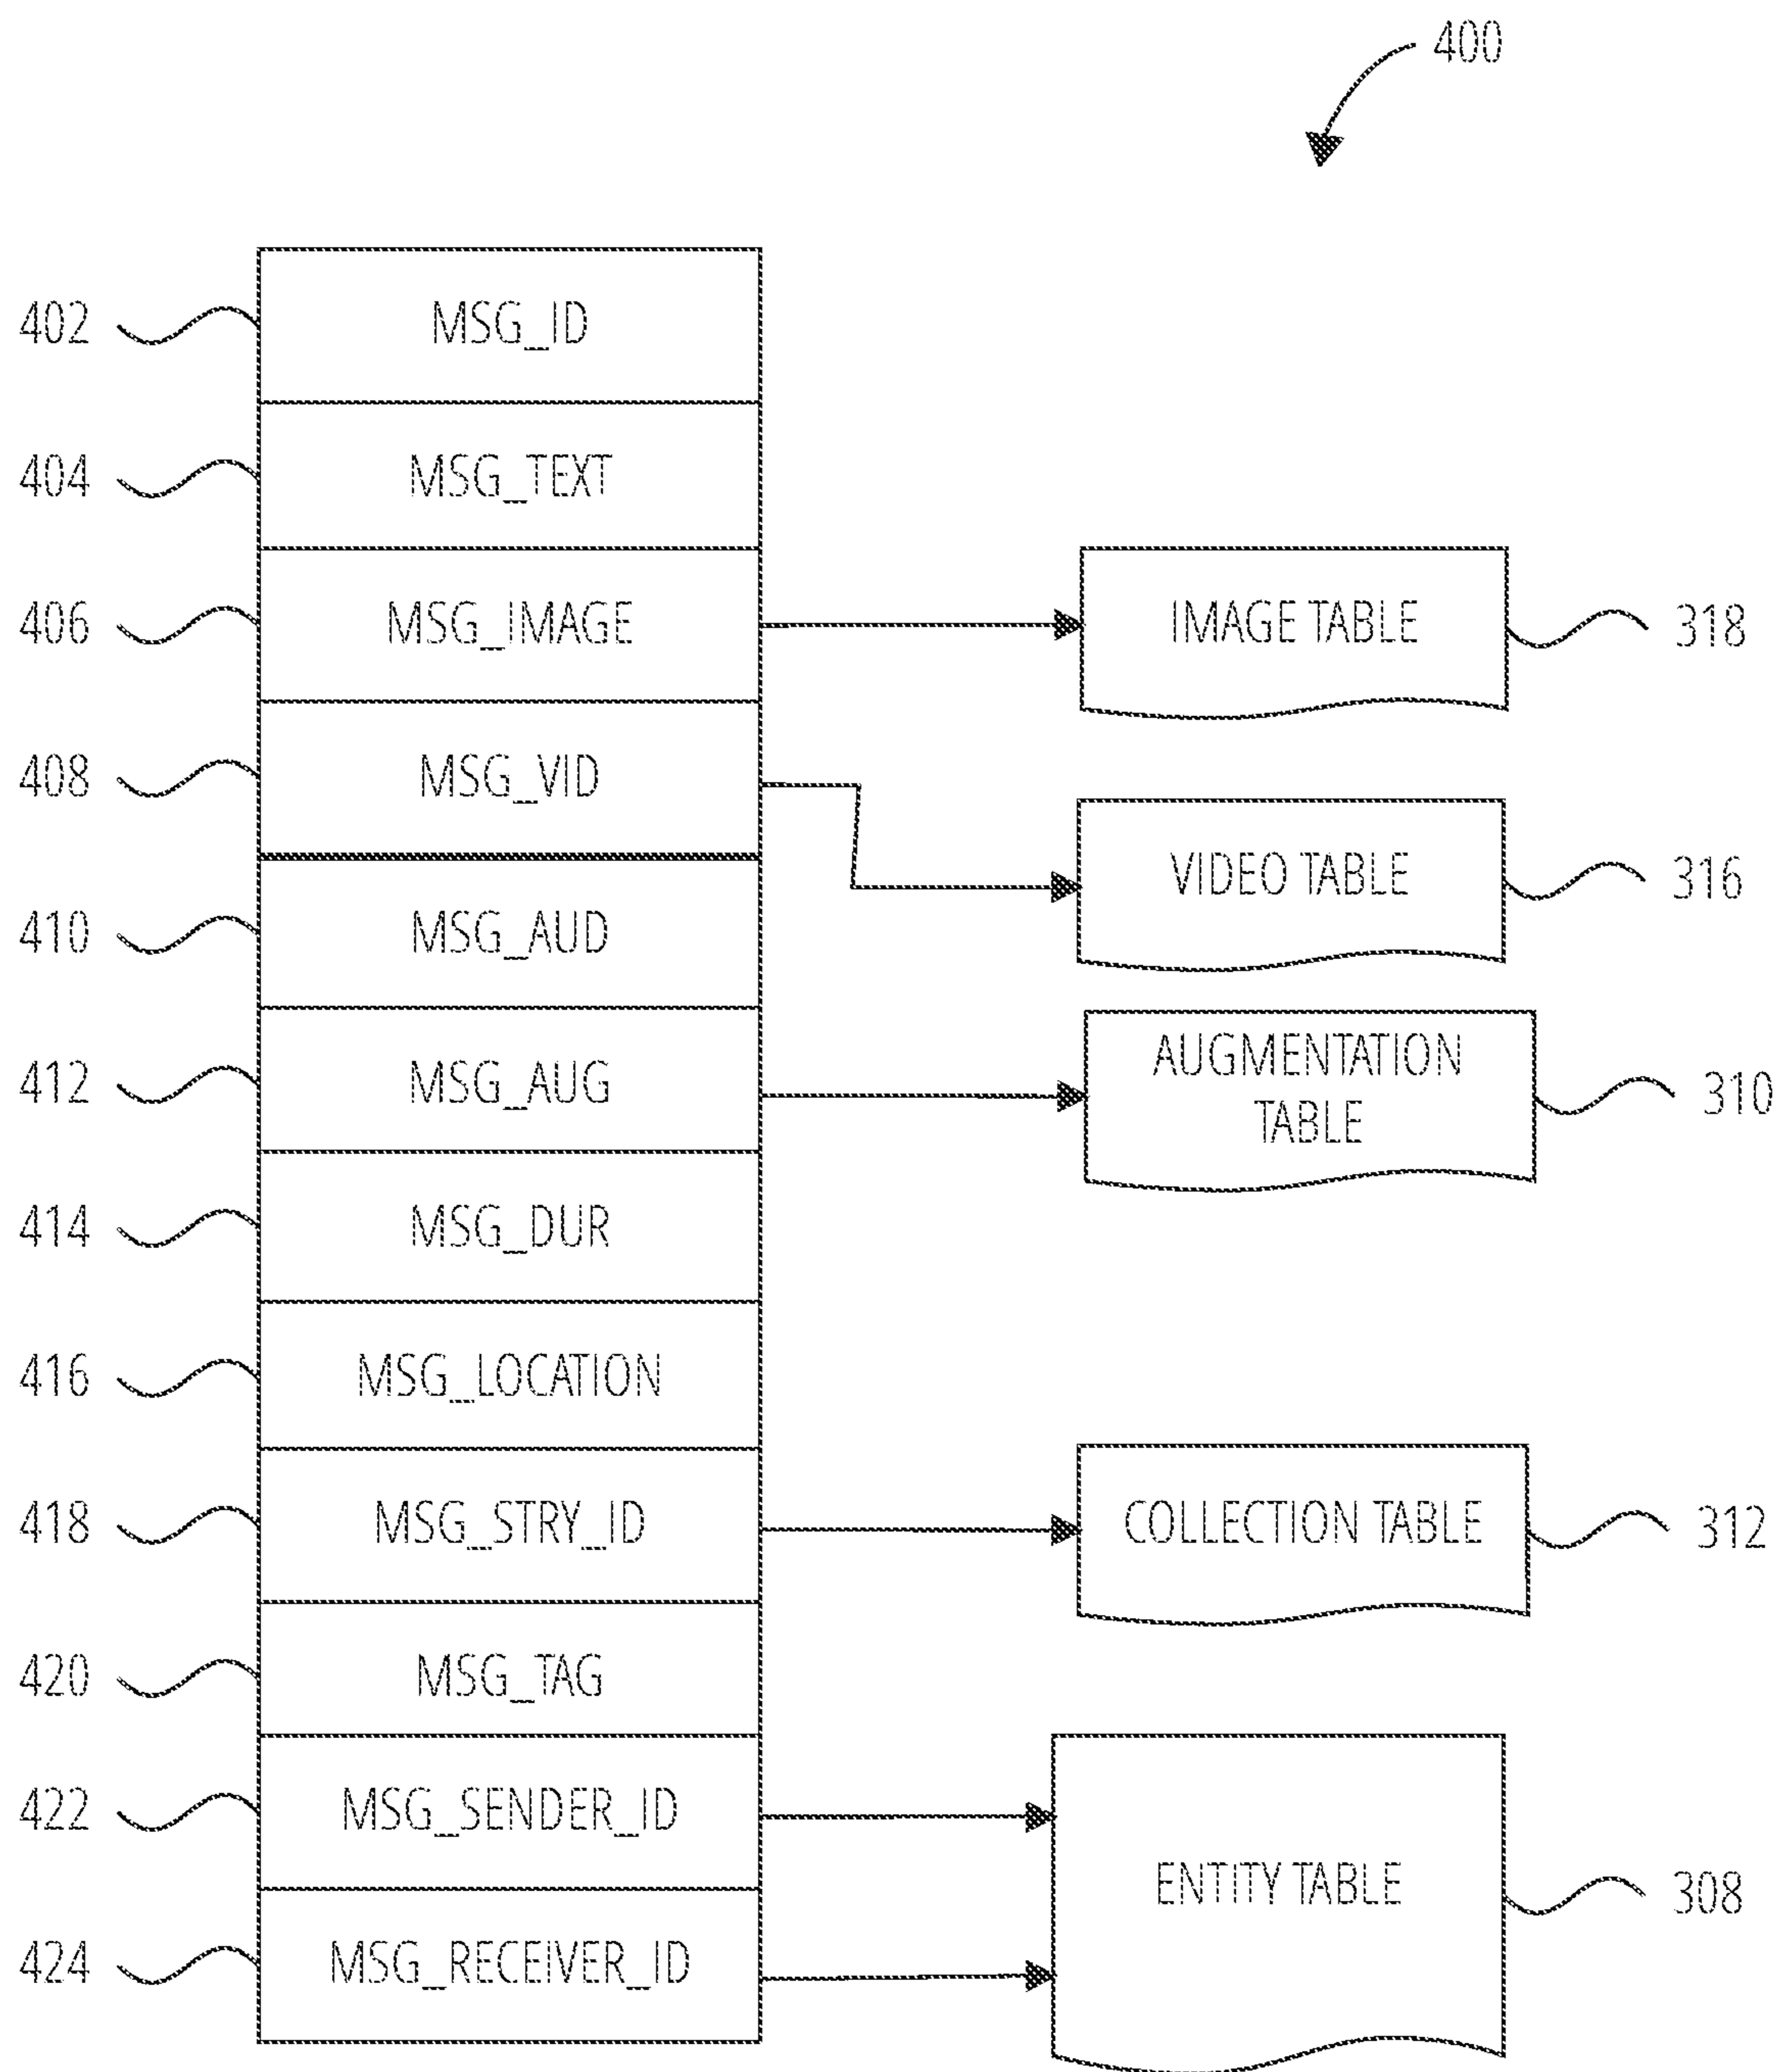 400
402 MSG_ID
404 MSG_TEXT
406 MSG_IMAGE IMAGE TABLE 318
408 MSG_VID
VIDEO TABLE 316
410 MSG_AUD
412 MSG_AUG AUGMENTATION TABLE 310
414 MSG_DUR
416 MSG_LOCATION
418 MSG_STRY_ID COLLECTION TABLE 312
420 MSG_TAG
422 MSG_SENDER_ID
ENTITY TABLE 308
424 MSG_RECEIVER_ID